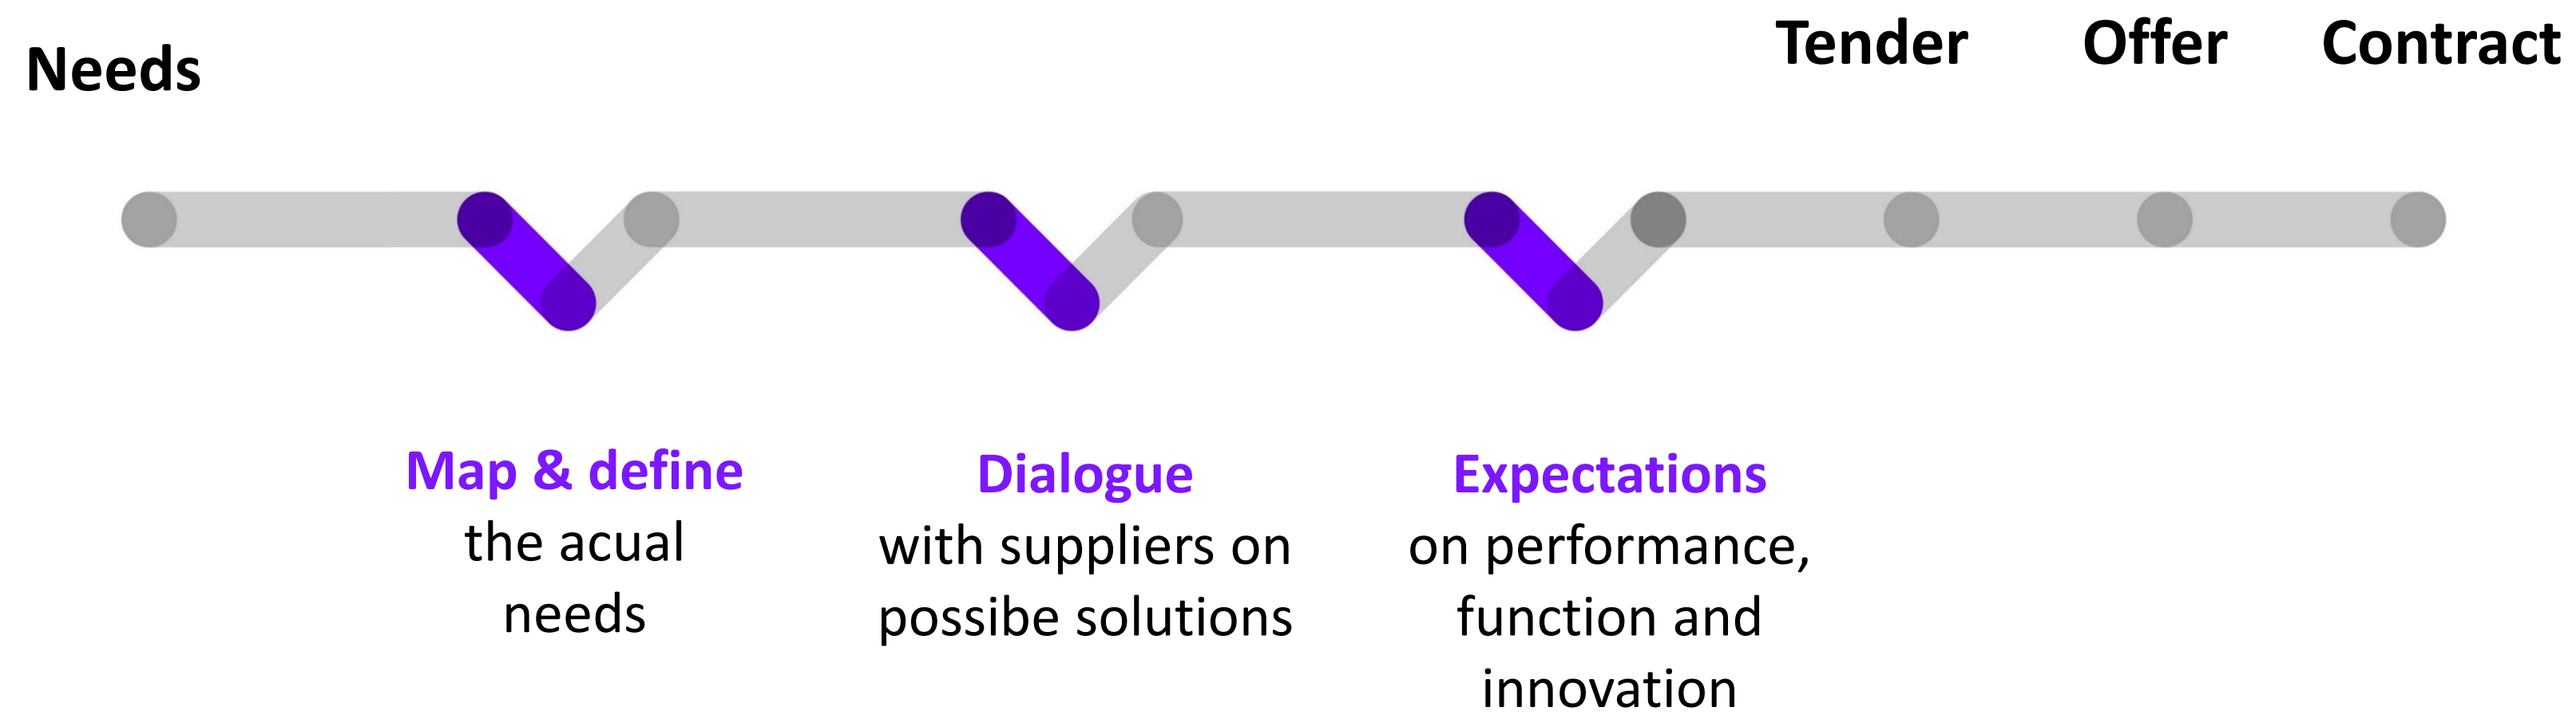 Needs
Tender
Offer
Contract
Map & define
the acual
needs
Dialogue
with suppliers on
possibe solutions
Expectations
on performance,
function and
innovation